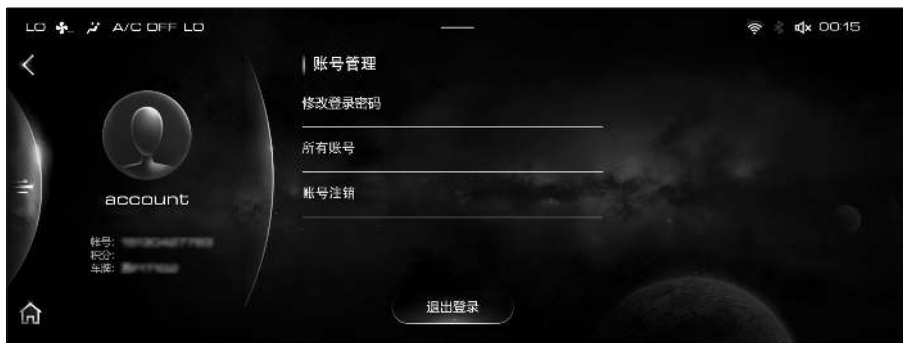 LO A/C OFF LO
00:15
账号管理
修改登录密码
所有账号
账号注销
account
帐号:
积分:
车牌:
退出登录